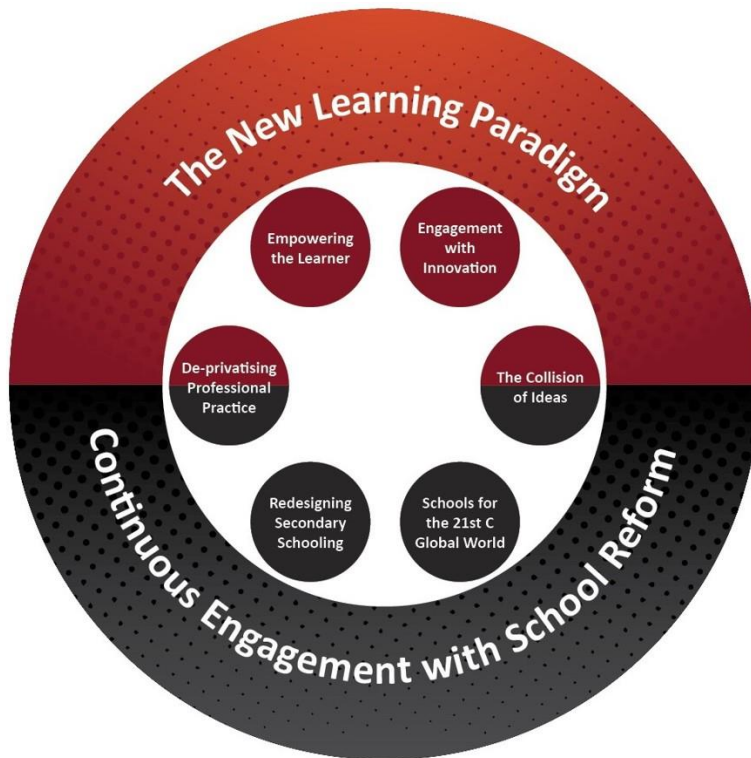 The New Learning Paradigm
Empowering
the Learner
Engagement
with
Innovation
De-privatising
Professional
Practice
The Collision
of Ideas
Redesigning
Secondary
Schooling
Schools for
the 21st C
Global World
Continuous Engagement with School Reform